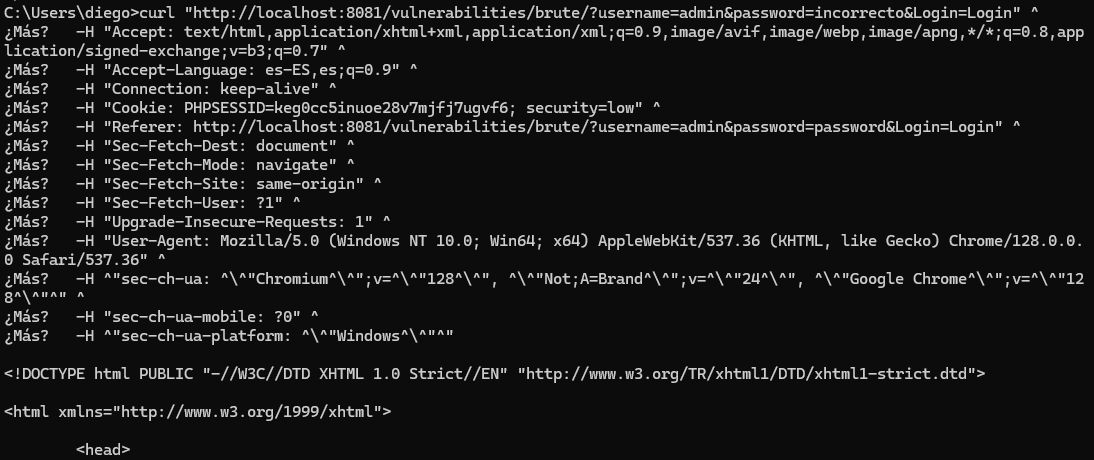 C:\Users\diego>curl "http://localhost:8081/vulnerabilities/brute/?username=admin&password=incorrecto&Login=Login" ^
¿Más?   -H "Accept: text/html,application/xhtml+xml,application/xml;q=0.9,image/avif,image/webp,image/apng,*/*;q=0.8,app
lication/signed-exchange;v=b3;q=0.7" ^
¿Más?   -H "Accept-Language: es-ES,es;q=0.9" ^
¿Más?   -H "Connection: keep-alive" ^
¿Más?   -H "Cookie: PHPSESSID=keg0cc5inuoe28v7mjfj7ugvf6; security=low" ^
¿Más?   -H "Referer: http://localhost:8081/vulnerabilities/brute/?username=admin&password=password&Login=Login" ^
¿Más?   -H "Sec-Fetch-Dest: document" ^
¿Más?   -H "Sec-Fetch-Mode: navigate" ^
¿Más?   -H "Sec-Fetch-Site: same-origin" ^
¿Más?   -H "Sec-Fetch-User: ?1" ^
¿Más?   -H "Upgrade-Insecure-Requests: 1" ^
¿Más?   -H "User-Agent: Mozilla/5.0 (Windows NT 10.0; Win64; x64) AppleWebKit/537.36 (KHTML, like Gecko) Chrome/128.0.0.
0 Safari/537.36" ^
¿Más?   -H ^"sec-ch-ua: ^\^"Chromium^\^";v=^\^"128^\^", ^\^"Not;A=Brand^\^";v=^\^"24^\^", ^\^"Google Chrome^\^";v=^\^"12
8^\^"^" ^
¿Más?   -H "sec-ch-ua-mobile: ?0" ^
¿Más?   -H ^"sec-ch-ua-platform: ^\^"Windows^\^"^"
<!DOCTYPE html PUBLIC "-//W3C//DTD XHTML 1.0 Strict//EN" "http://www.w3.org/TR/xhtml1/DTD/xhtml1-strict.dtd">
<html xmlns="http://www.w3.org/1999/xhtml">
<head>